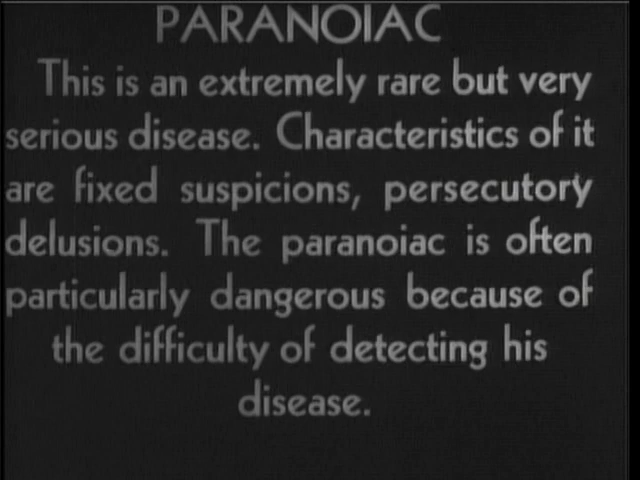 PARANOIAC
This is an extremely rare but very
serious disease. Characteristics of it
are fixed suspicions, persecutory
delusions. The paranoiac is often
particularly dangerous because of
the difficulty of detecting his
disease.